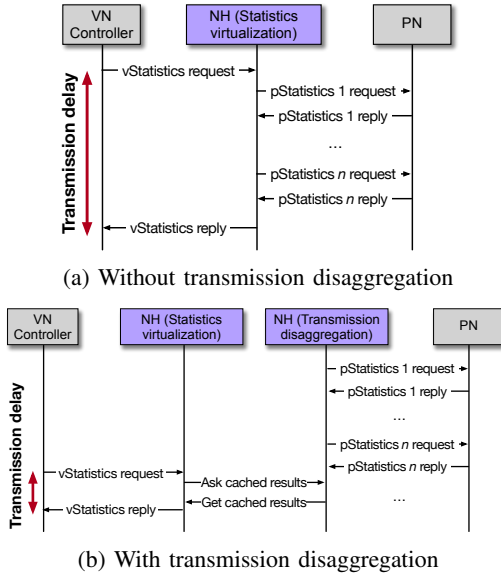 VN
Controller
NH (Statistics
virtualization)
PN
vStatistics request
pStatistics 1 request
pStatistics 1 reply
...
pStatistics n request
pStatistics n reply
vStatistics reply
Transmission delay
(a) Without transmission disaggregation
VN
Controller
NH (Statistics
virtualization)
NH (Transmission
disaggregation)
PN
pStatistics 1 request
pStatistics 1 reply
...
pStatistics n request
pStatistics n reply
vStatistics request
Ask cached results
Get cached results
...
vStatistics reply
Transmission delay
(b) With transmission disaggregation